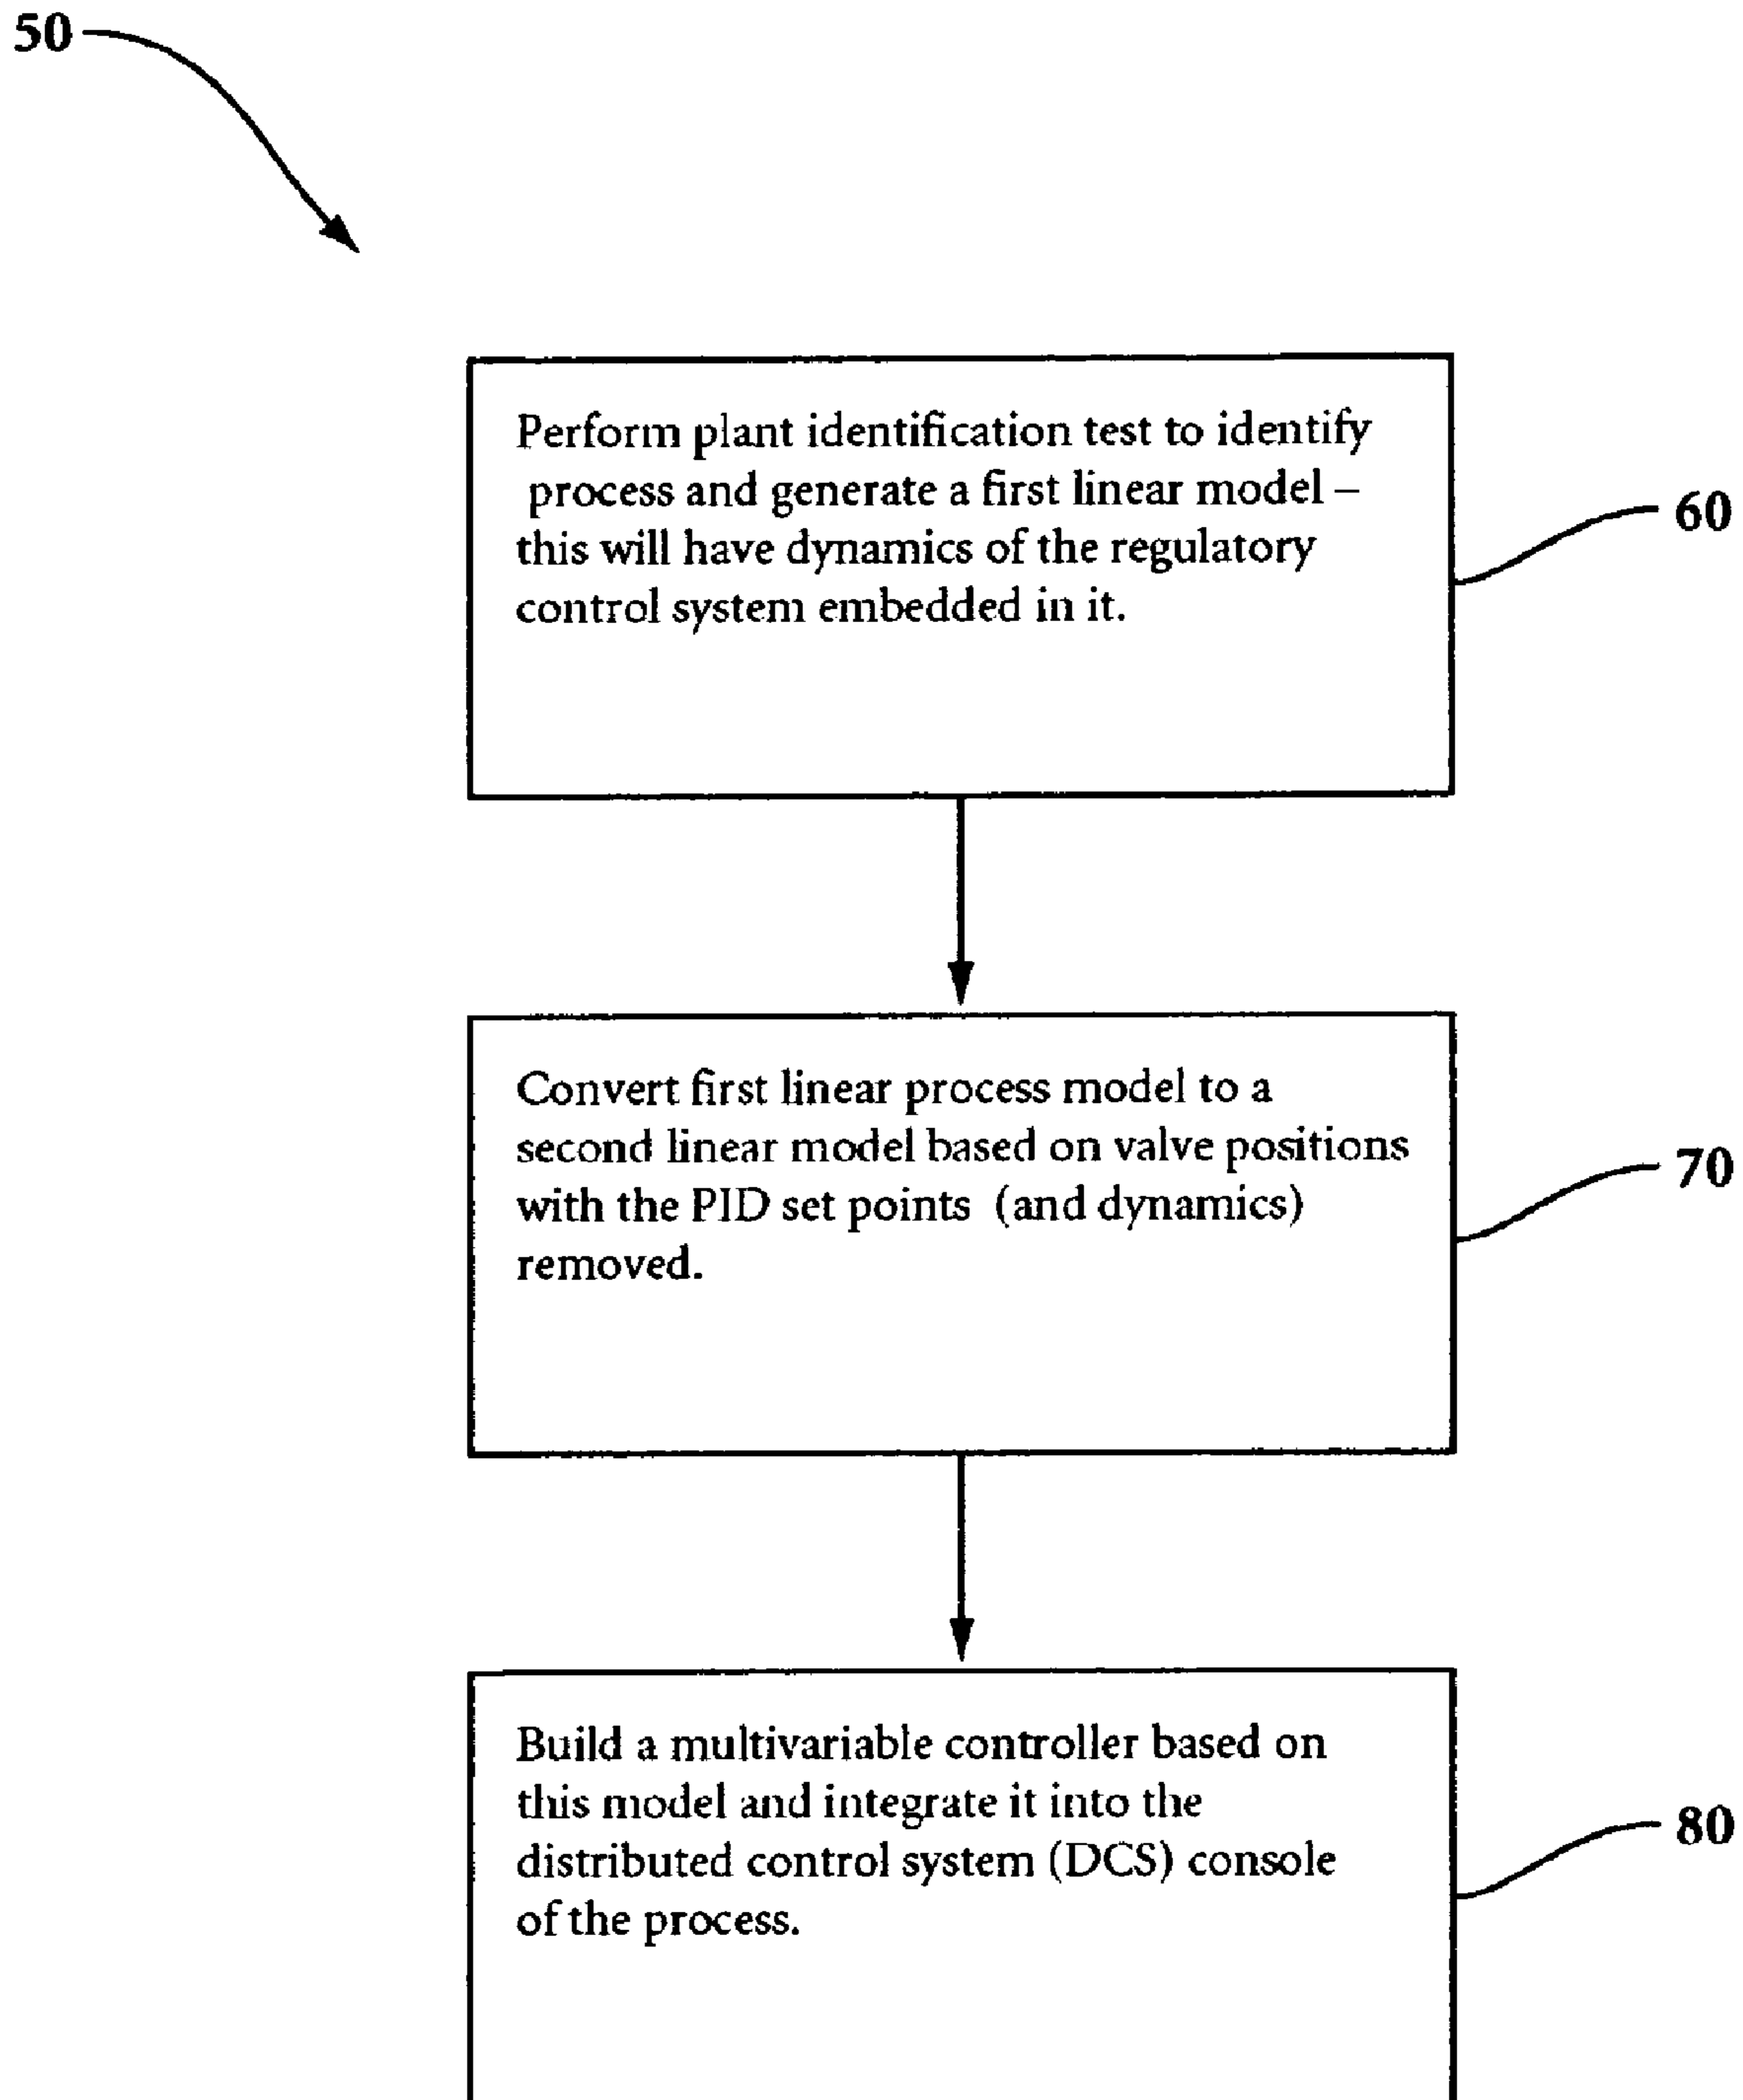 50
Perform plant identification test to identify
process and generate a first linear model –
this will have dynamics of the regulatory
control system embedded in it.
60
Convert first linear process model to a
second linear model based on valve positions
with the PID set points (and dynamics)
removed.
70
Build a multivariable controller based on
this model and integrate it into the
distributed control system (DCS) console
of the process.
80